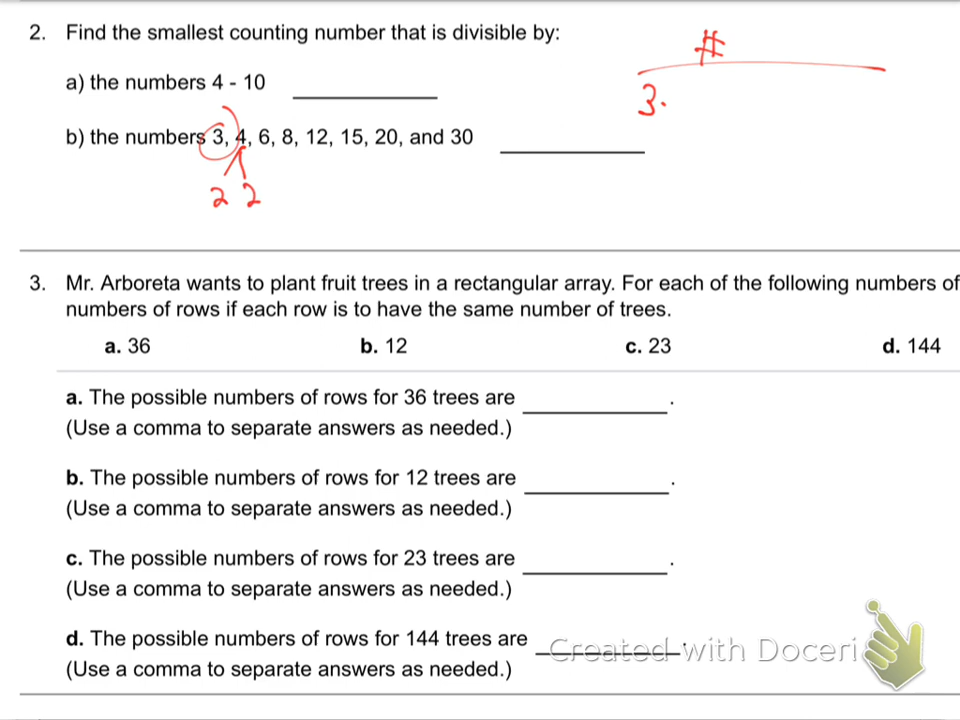 2. Find the smallest counting number that is divisible by:
#
a) the numbers 4 - 10
3.
b) the numbers 3, 4, 6, 8, 12, 15, 20, and 30
2 2
3. Mr. Arboreta wants to plant fruit trees in a rectangular array. For each of the following numbers of
numbers of rows if each row is to have the same number of trees.
a. 36 b. 12 c. 23 d. 144
a. The possible numbers of rows for 36 trees are .
(Use a comma to separate answers as needed.)
b. The possible numbers of rows for 12 trees are .
(Use a comma to separate answers as needed.)
c. The possible numbers of rows for 23 trees are .
(Use a comma to separate answers as needed.)
d. The possible numbers of rows for 144 trees are .
Created with Doceri
(Use a comma to separate answers as needed.)